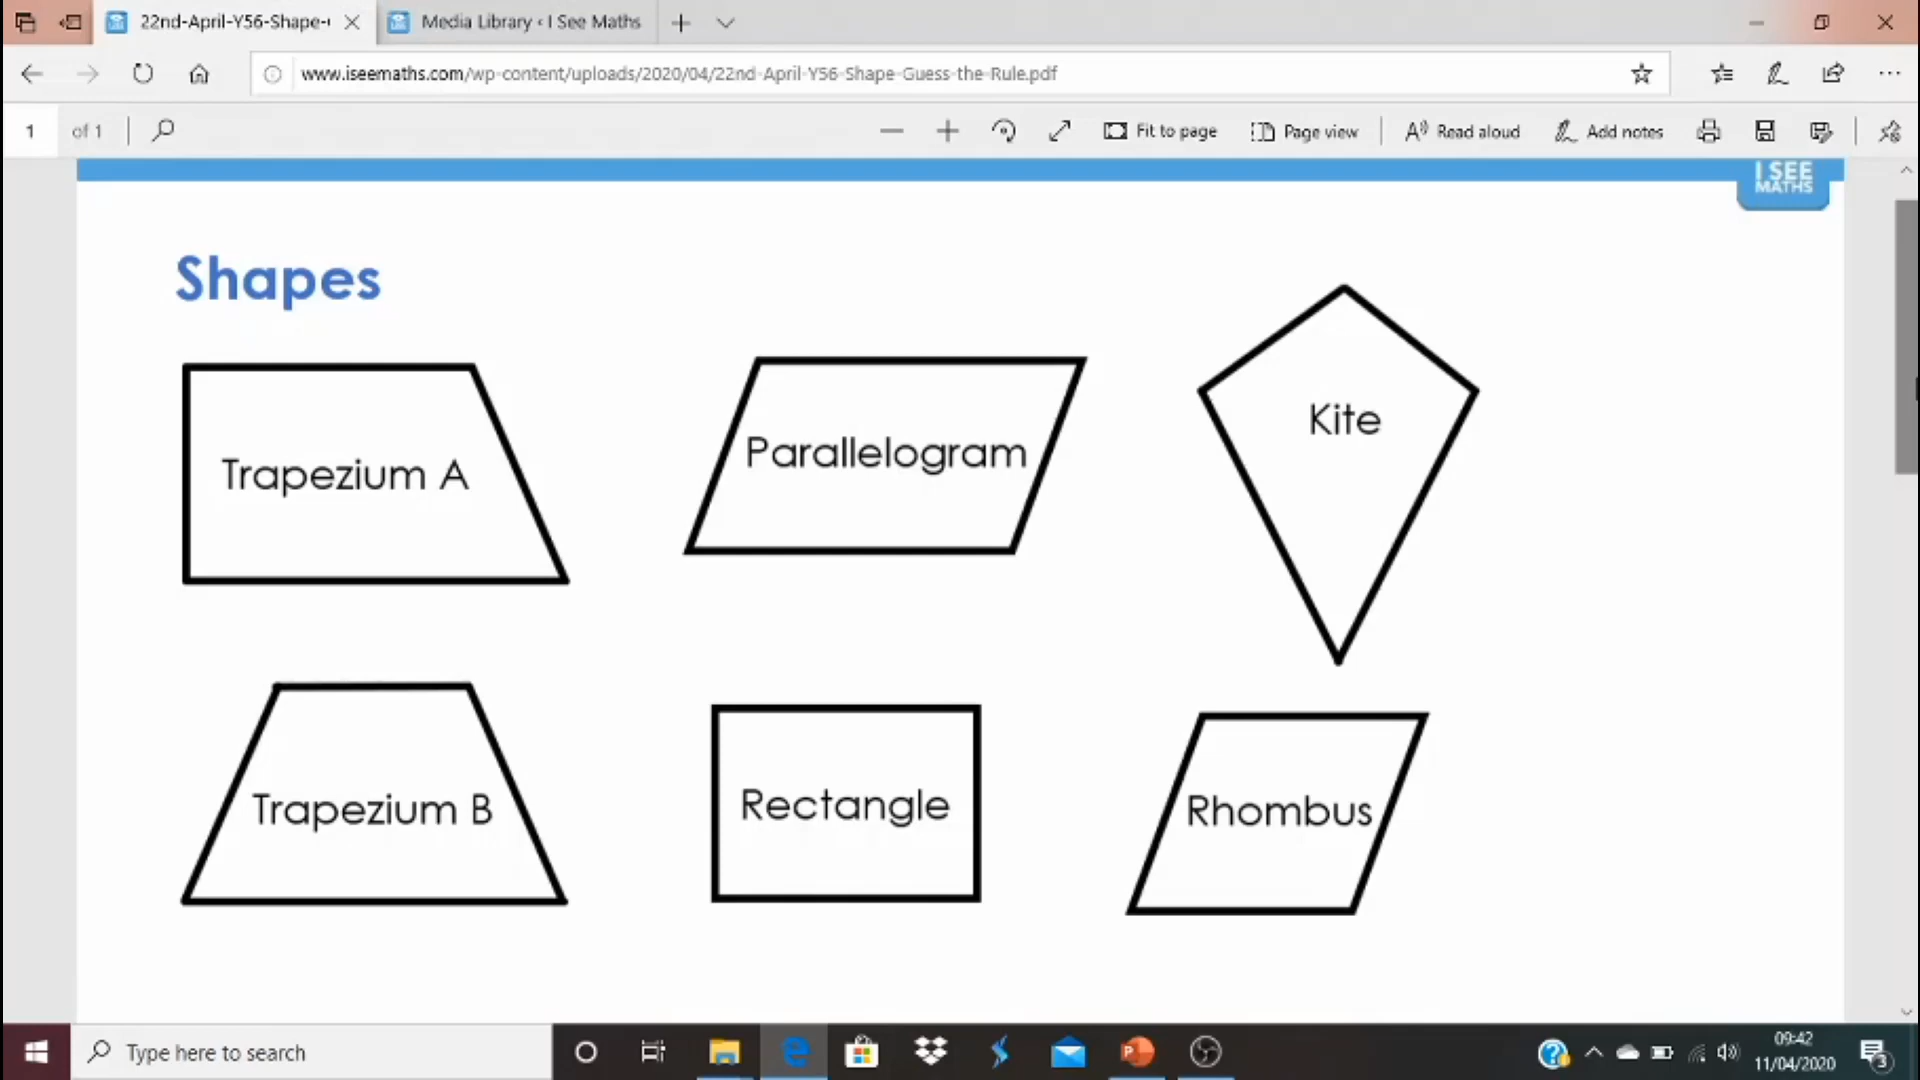 22nd-April-Y56-Shape-
Media Library ‹ I See Maths
www.iseemaths.com/wp-content/uploads/2020/04/22nd-April-Y56-Shape-Guess-the-Rule.pdf
1 of 1
Fit to page
Page view
Read aloud
Add notes
I SEE
MATHS
Shapes
Trapezium A
Parallelogram
Kite
Trapezium B
Rectangle
Rhombus
Type here to search
09:42
11/04/2020
3